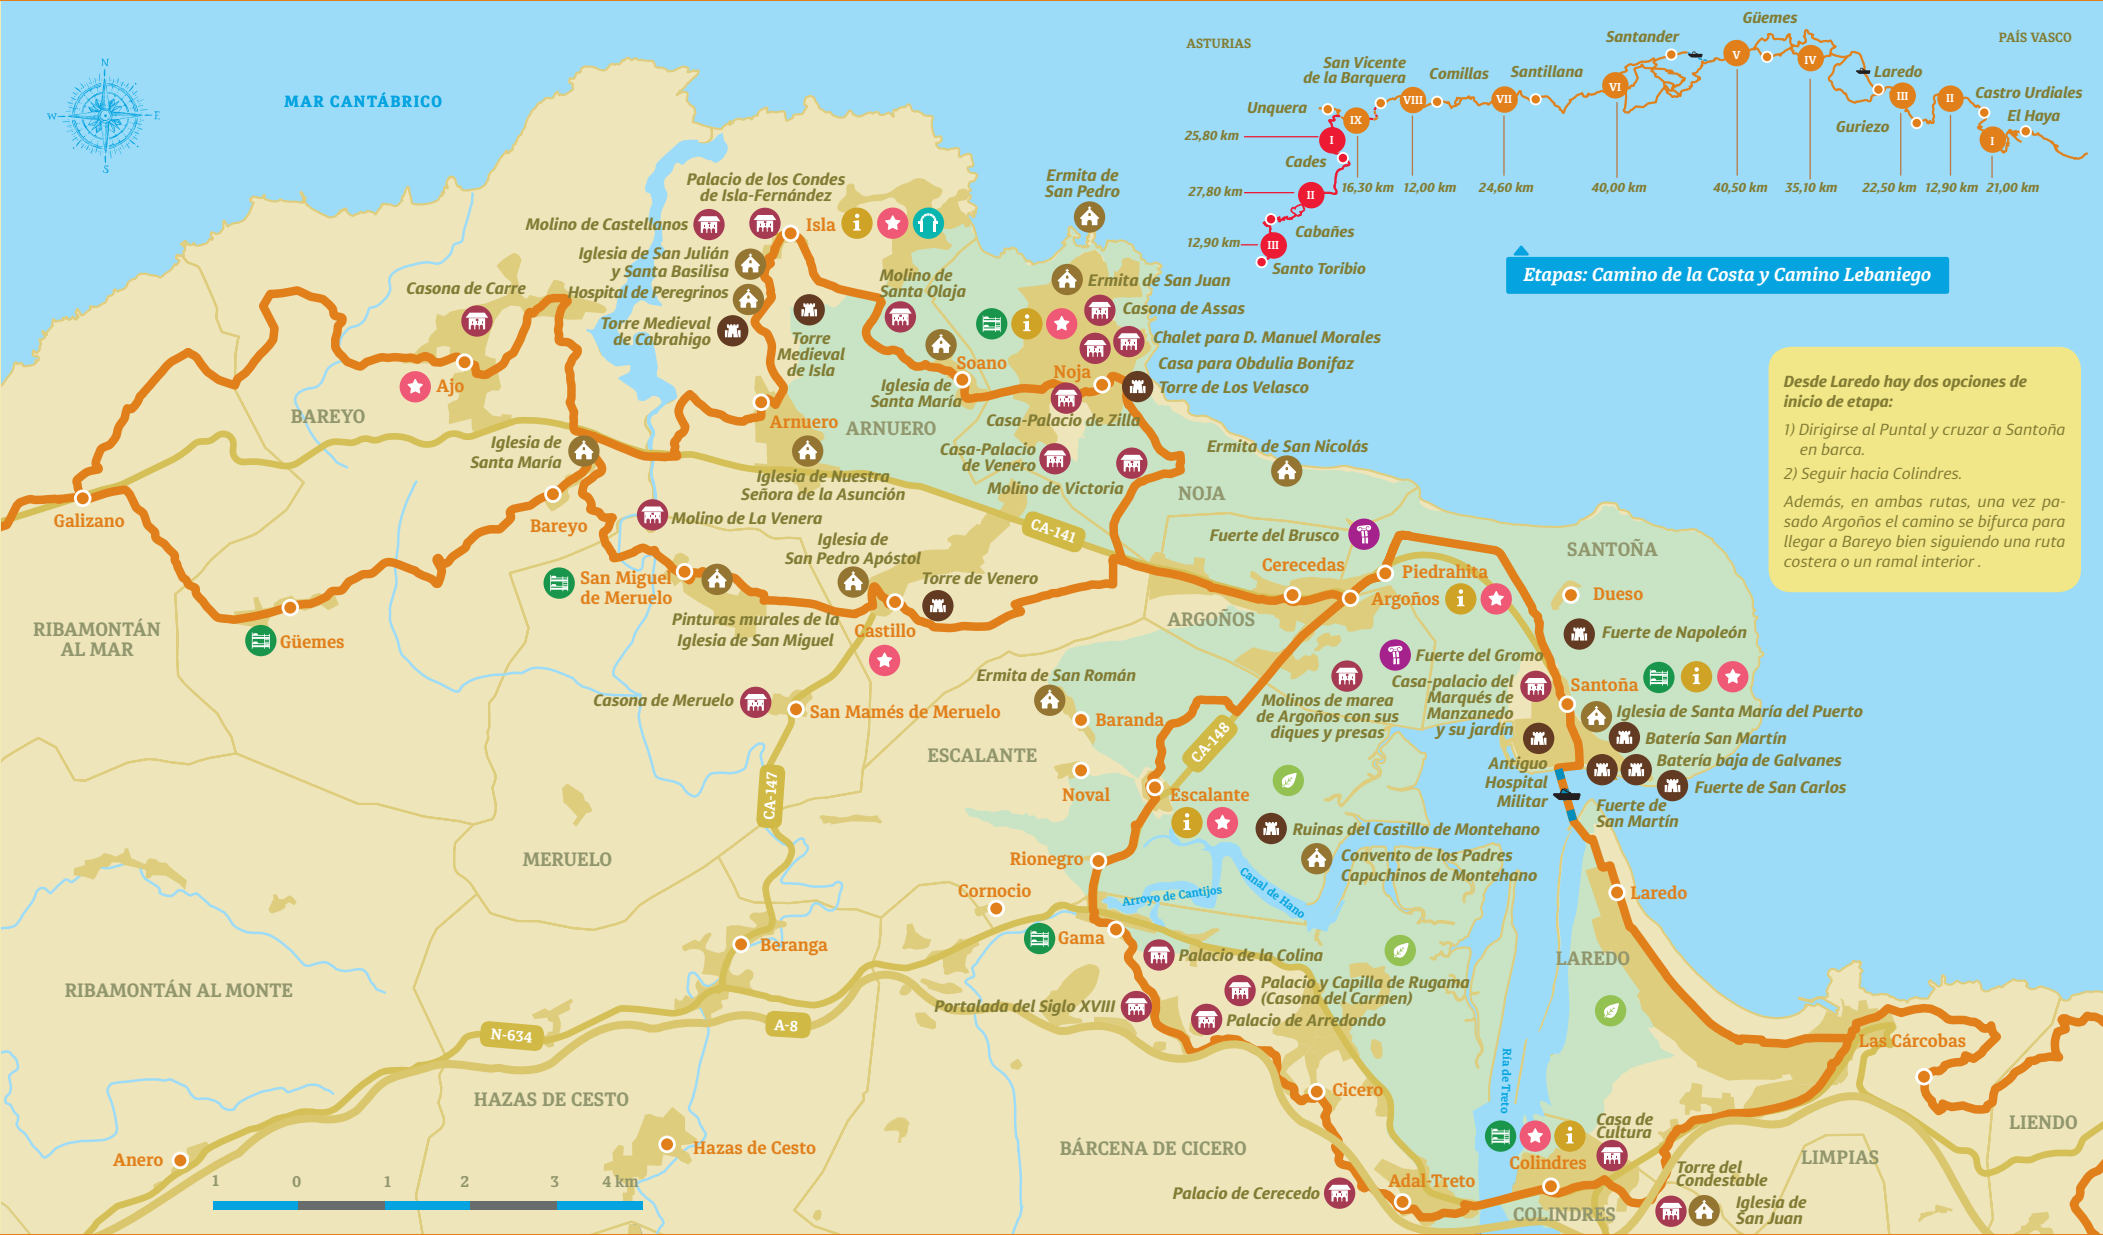 N
W
E
S
MAR CANTÁBRICO
ASTURIAS
PAÍS VASCO
Güemes
Santander
San Vicente
de la Barquera
Comillas
Santillana
Unquera
Laredo
Castro Urdiales
El Haya
Guriezo
Cades
Cabañes
Santo Toribio
IX
VIII
VII
VI
V
IV
III
II
I
I
II
III
25,80 km
27,80 km
12,90 km
16,30 km
12,00 km
24,60 km
40,00 km
40,50 km
35,10 km
22,50 km
12,90 km
21,00 km
Etapas: Camino de la Costa y Camino Lebaniego
Desde Laredo hay dos opciones de
inicio de etapa:
1) Dirigirse al Puntal y cruzar a Santoña
en barca.
2) Seguir hacia Colindres.
Además, en ambas rutas, una vez pa-
sado Argoños el camino se bifurca para
llegar a Bareyo bien siguiendo una ruta
costera o un ramal interior .
Palacio de los Condes
de Isla-Fernández
Molino de Castellanos
Isla
Iglesia de San Julián
y Santa Basilisa
Hospital de Peregrinos
Torre Medieval
de Cabrahigo
Torre
Medieval
de Isla
Casona de Carre
Ajo
BAREYO
Molino de
Santa Olaja
Soano
Iglesia de
Santa María
Ermita de
San Pedro
Ermita de San Juan
Casona de Assas
Chalet para D. Manuel Morales
Casa para Obdulia Bonifaz
Torre de Los Velasco
Noja
Casa-Palacio de Zilla
Arnuero
ARNUERO
Iglesia de Nuestra
Señora de la Asunción
Casa-Palacio
de Venero
Molino de Victoria
Ermita de San Nicolás
NOJA
Iglesia de
Santa María
Bareyo
Galizano
Molino de La Venera
Iglesia de
San Pedro Apóstol
CA-141
Fuerte del Brusco
Cerecedas
Piedrahita
Argoños
ARGOÑOS
SANTOÑA
Dueso
Fuerte de Napoleón
San Miguel
de Meruelo
Torre de Venero
Pinturas murales de la
Iglesia de San Miguel
Castillo
RIBAMONTÁN
AL MAR
Güemes
Casona de Meruelo
San Mamés de Meruelo
Ermita de San Román
Baranda
ESCALANTE
Noval
CA-147
CA-148
Fuerte del Gromo
Molinos de marea
de Argoños con sus
diques y presas
Casa-palacio del
Marqués de
Manzanedo
y su jardín
Santoña
Iglesia de Santa María del Puerto
Batería San Martín
Batería baja de Galvanes
Fuerte de San Carlos
Antiguo
Hospital
Militar
Fuerte de
San Martín
Escalante
Ruinas del Castillo de Montehano
Convento de los Padres
Capuchinos de Montehano
Rionegro
MERUELO
Cornocio
Arroyo de Cantijos
Canal de Hano
Laredo
Beranga
Gama
Palacio de la Colina
LAREDO
Palacio y Capilla de Rugama
(Casona del Carmen)
Portalada del Siglo XVIII
Palacio de Arredondo
RIBAMONTÁN AL MONTE
N-634
A-8
Las Cárcobas
Ría de Treto
Cicero
HAZAS DE CESTO
Hazas de Cesto
BÁRCENA DE CICERO
Casa de
Cultura
LIENDO
Anero
Colindres
LIMPIAS
Adal-Treto
Torre del
Condestable
Palacio de Cerecedo
COLINDRES
Iglesia de
San Juan
1
0
1
2
3
4 km